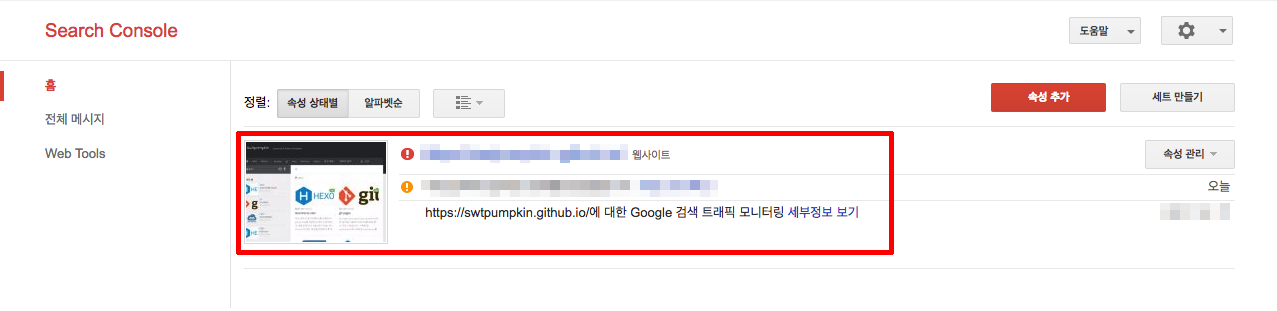 Search Console
도움말
홈
전체 메시지
Web Tools
정렬: 속성 상태별 알파벳순
속성 추가
세트 만들기
웹사이트
속성 관리
오늘
https://swtpumpkin.github.io/에 대한 Google 검색 트래픽 모니터링 세부정보 보기
HEXO
git